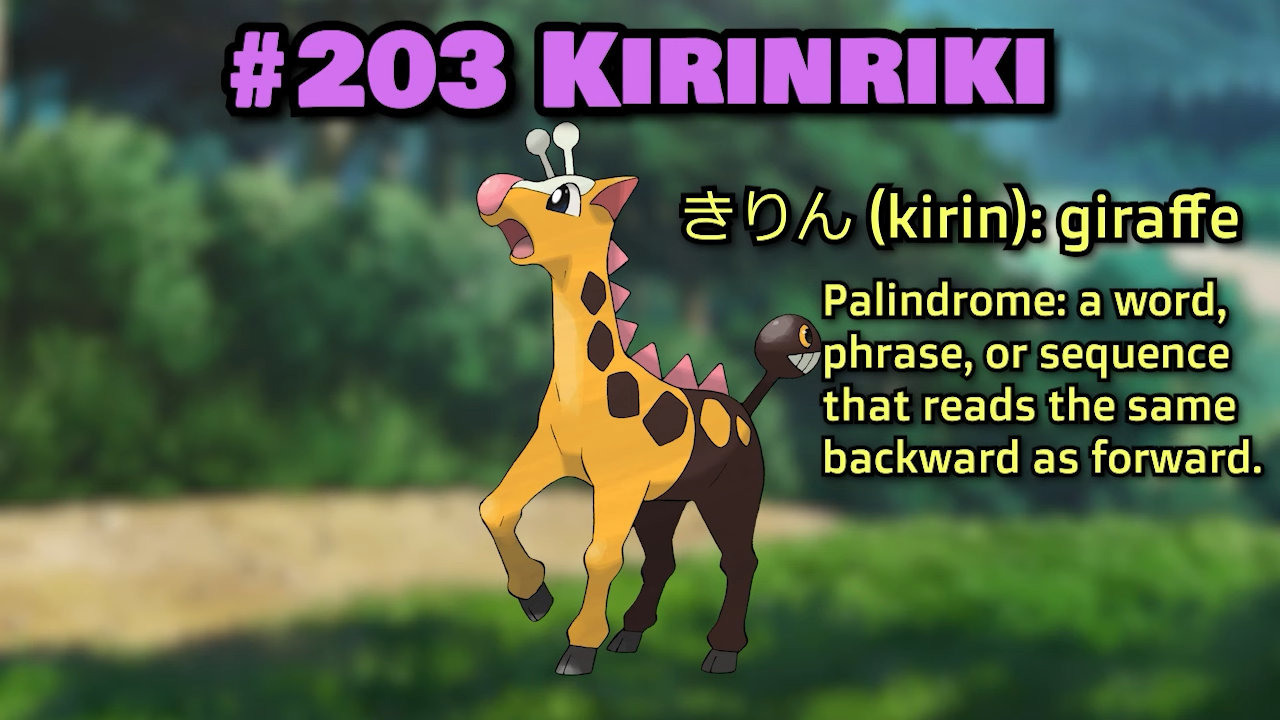 #203 KIRINRIKI
きりん (kirin): giraffe
Palindrome: a word,
phrase, or sequence
that reads the same
backward as forward.